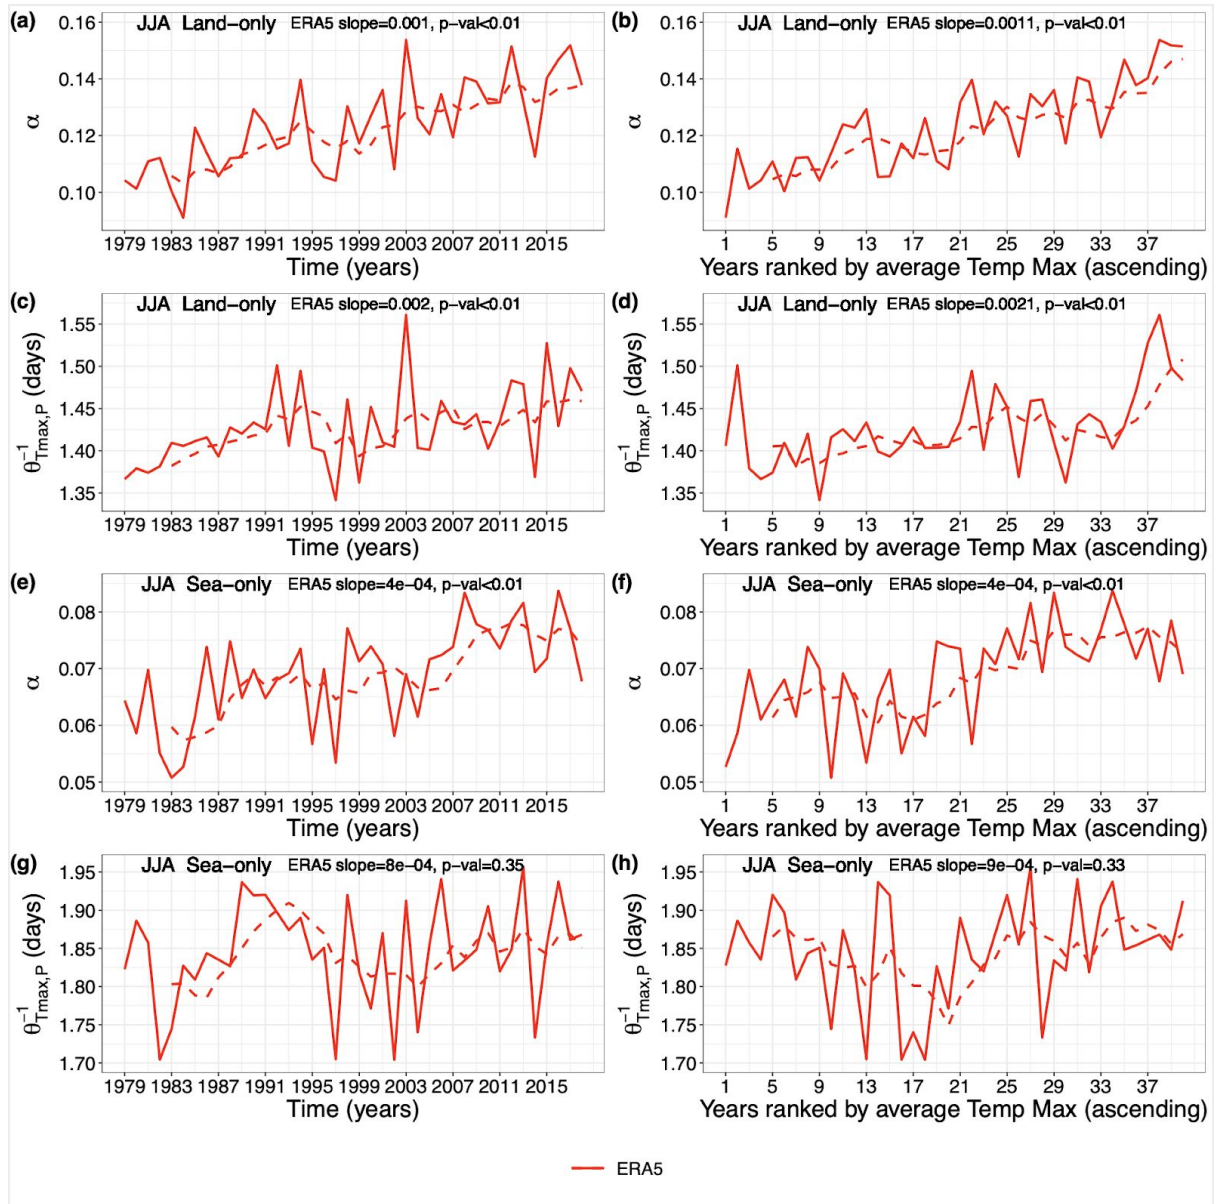 (a) JJA Land-only ERA5 slope=0.001, p-val<0.01
0.16
0.14
0.12
0.10
α
1979 1983 1987 1991 1995 1999 2003 2007 2011 2015
Time (years)
(b) JJA Land-only ERA5 slope=0.0011, p-val<0.01
0.16
0.14
0.12
0.10
α
1 5 9 13 17 21 25 29 33 37
Years ranked by average Temp Max (ascending)
(c) JJA Land-only ERA5 slope=0.002, p-val<0.01
1.55
1.50
1.45
1.40
1.35
θ⁻¹Tmax,P (days)
1979 1983 1987 1991 1995 1999 2003 2007 2011 2015
Time (years)
(d) JJA Land-only ERA5 slope=0.0021, p-val<0.01
1.55
1.50
1.45
1.40
1.35
θ⁻¹Tmax,P (days)
1 5 9 13 17 21 25 29 33 37
Years ranked by average Temp Max (ascending)
(e) JJA Sea-only ERA5 slope=4e-04, p-val<0.01
0.08
0.07
0.06
0.05
α
1979 1983 1987 1991 1995 1999 2003 2007 2011 2015
Time (years)
(f) JJA Sea-only ERA5 slope=4e-04, p-val<0.01
0.08
0.07
0.06
0.05
α
1 5 9 13 17 21 25 29 33 37
Years ranked by average Temp Max (ascending)
(g) JJA Sea-only ERA5 slope=8e-04, p-val=0.35
1.95
1.90
1.85
1.80
1.75
1.70
θ⁻¹Tmax,P (days)
1979 1983 1987 1991 1995 1999 2003 2007 2011 2015
Time (years)
(h) JJA Sea-only ERA5 slope=9e-04, p-val=0.33
1.95
1.90
1.85
1.80
1.75
1.70
θ⁻¹Tmax,P (days)
1 5 9 13 17 21 25 29 33 37
Years ranked by average Temp Max (ascending)
ERA5